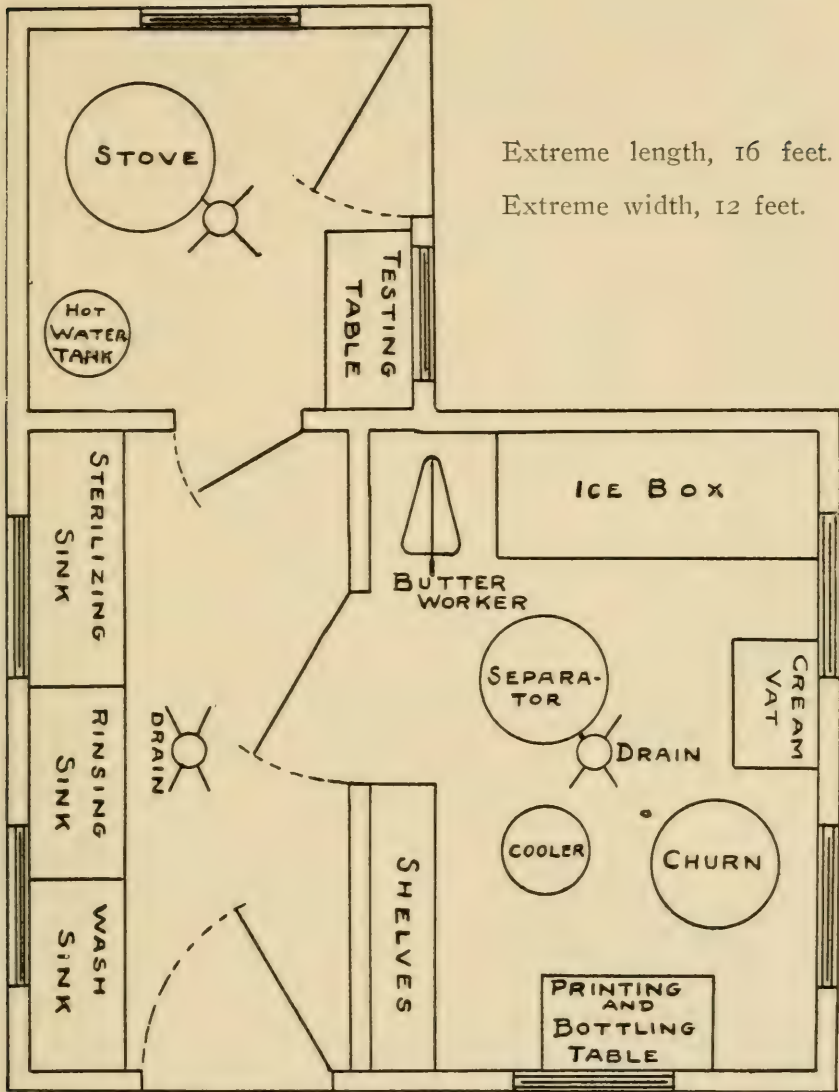 STOVE
Extreme length, 16 feet.
Extreme width, 12 feet.
TESTING
TABLE
HOT
WATER
TANK
STERILIZING
SINK
ICE BOX
BUTTER
WORKER
SEPARA-
TOR
CREAM
VAT
RINSING
SINK
DRAIN
DRAIN
COOLER
CHURN
SHELVES
WASH
SINK
PRINTING
AND
BOTTLING
TABLE